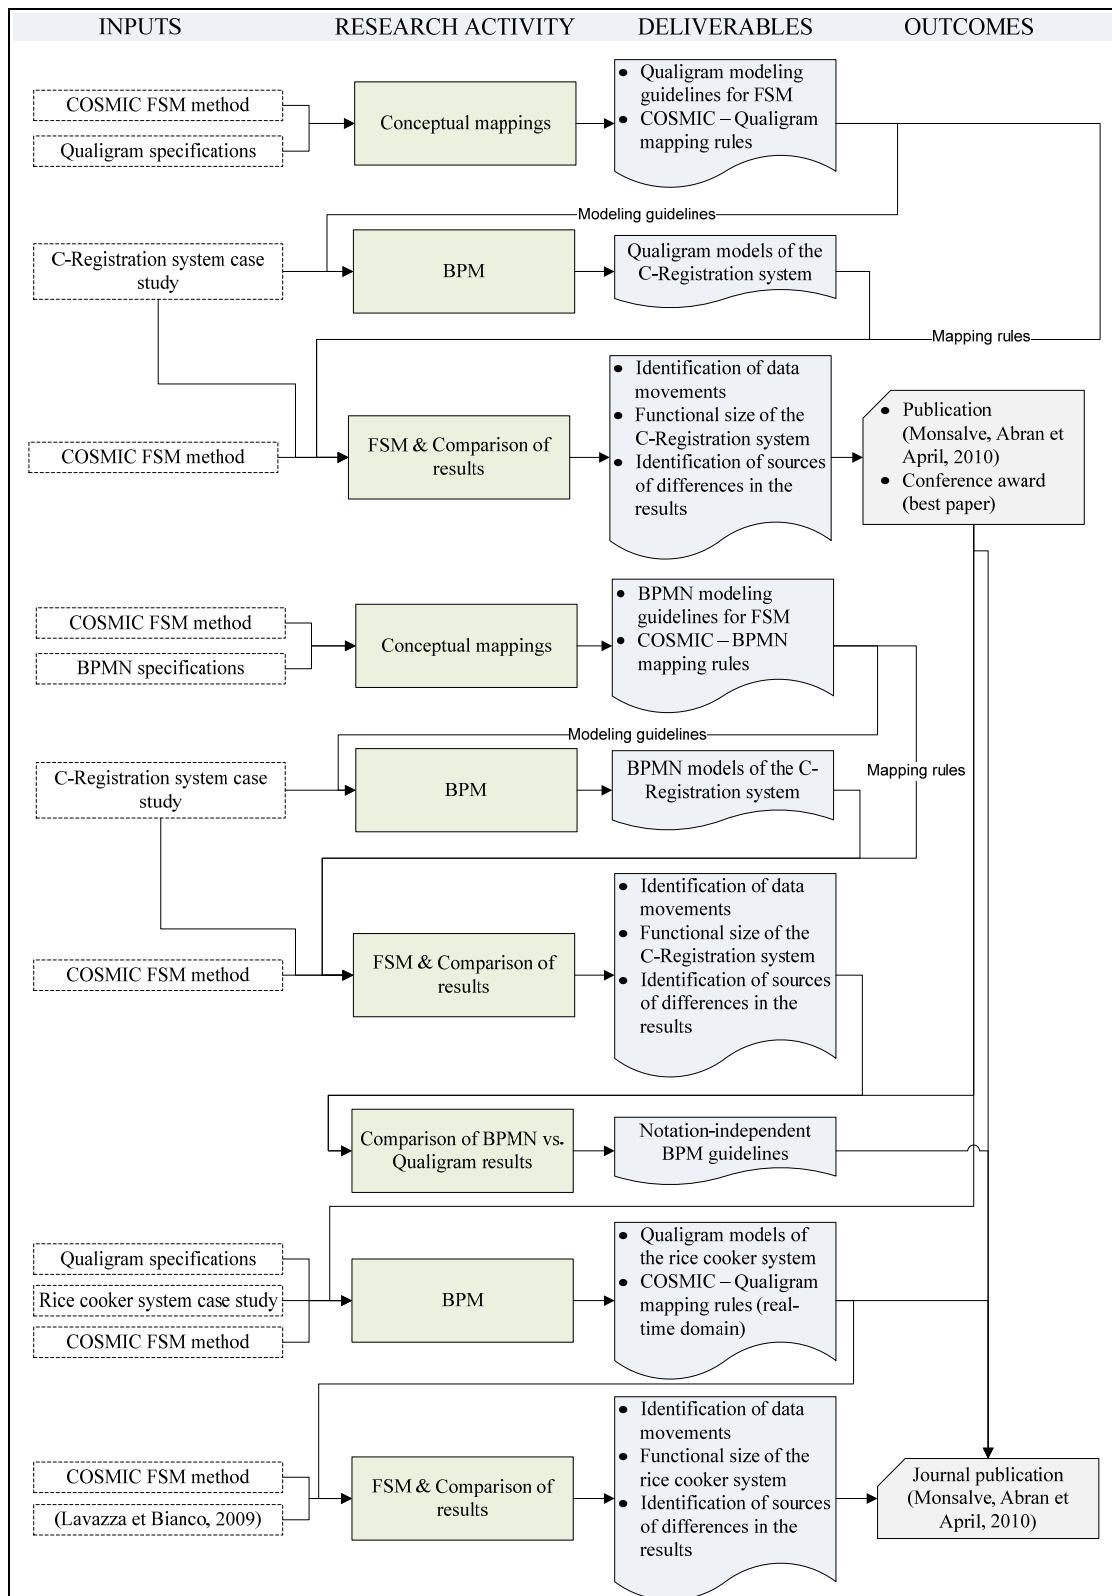 INPUTS
RESEARCH ACTIVITY
DELIVERABLES
OUTCOMES
COSMIC FSM method
Qualigram specifications
Conceptual mappings
• Qualigram modeling
guidelines for FSM
• COSMIC – Qualigram
mapping rules
Modeling guidelines
C-Registration system case
study
BPM
Qualigram models of the
C-Registration system
Mapping rules
COSMIC FSM method
FSM & Comparison of
results
• Identification of data
movements
• Functional size of the
C-Registration system
• Identification of sources
of differences in the
results
• Publication
(Monsalve, Abran et
April, 2010)
• Conference award
(best paper)
COSMIC FSM method
BPMN specifications
Conceptual mappings
• BPMN modeling
guidelines for FSM
• COSMIC – BPMN
mapping rules
Modeling guidelines
Mapping rules
C-Registration system case
study
BPM
BPMN models of the C-
Registration system
COSMIC FSM method
FSM & Comparison of
results
• Identification of data
movements
• Functional size of the
C-Registration system
• Identification of sources
of differences in the
results
Comparison of BPMN vs.
Qualigram results
Notation-independent
BPM guidelines
Qualigram specifications
Rice cooker system case study
COSMIC FSM method
BPM
• Qualigram models of
the rice cooker system
• COSMIC – Qualigram
mapping rules (real-
time domain)
COSMIC FSM method
(Lavazza et Bianco, 2009)
FSM & Comparison of
results
• Identification of data
movements
• Functional size of the
rice cooker system
• Identification of sources
of differences in the
results
Journal publication
(Monsalve, Abran et
April, 2010)